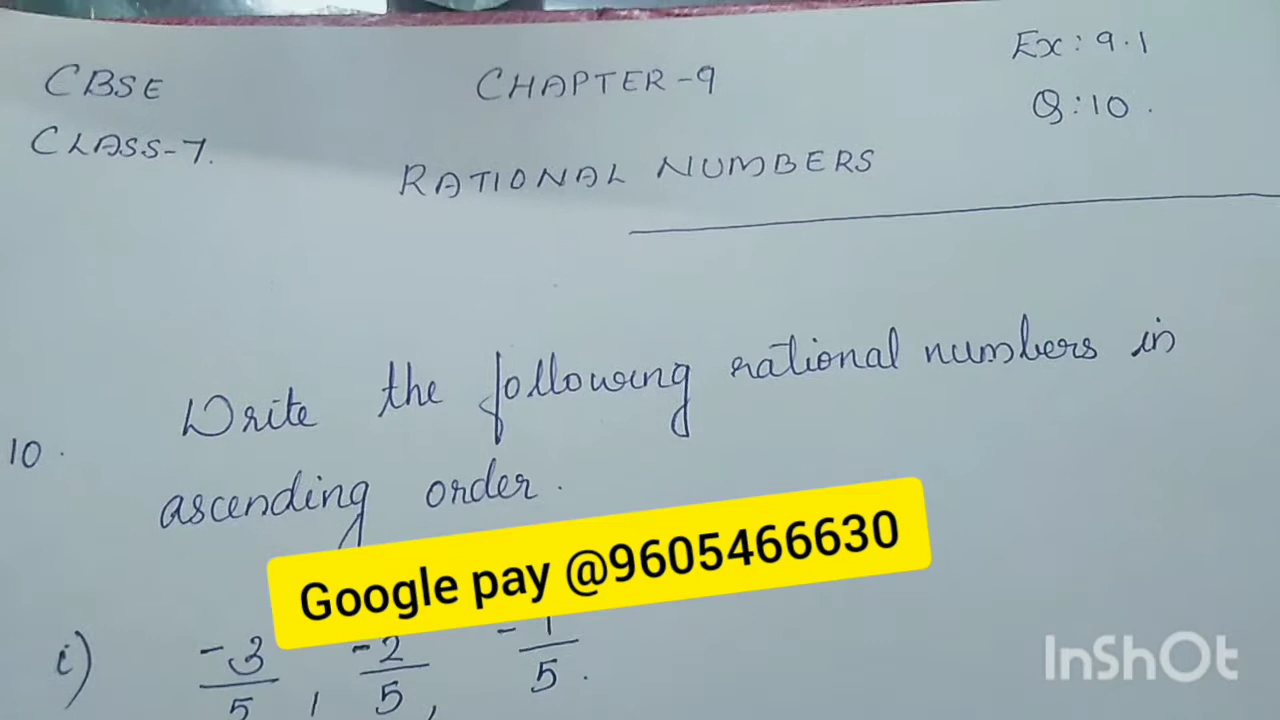 CBSE
CLASS-7.
CHAPTER-9
RATIONAL NUMBERS
Ex: 9.1
Q:10.
10. Write the following rational numbers in
ascending order.
Google pay @9605466630
i) -3/5, -2/5, -1/5.
InShOt